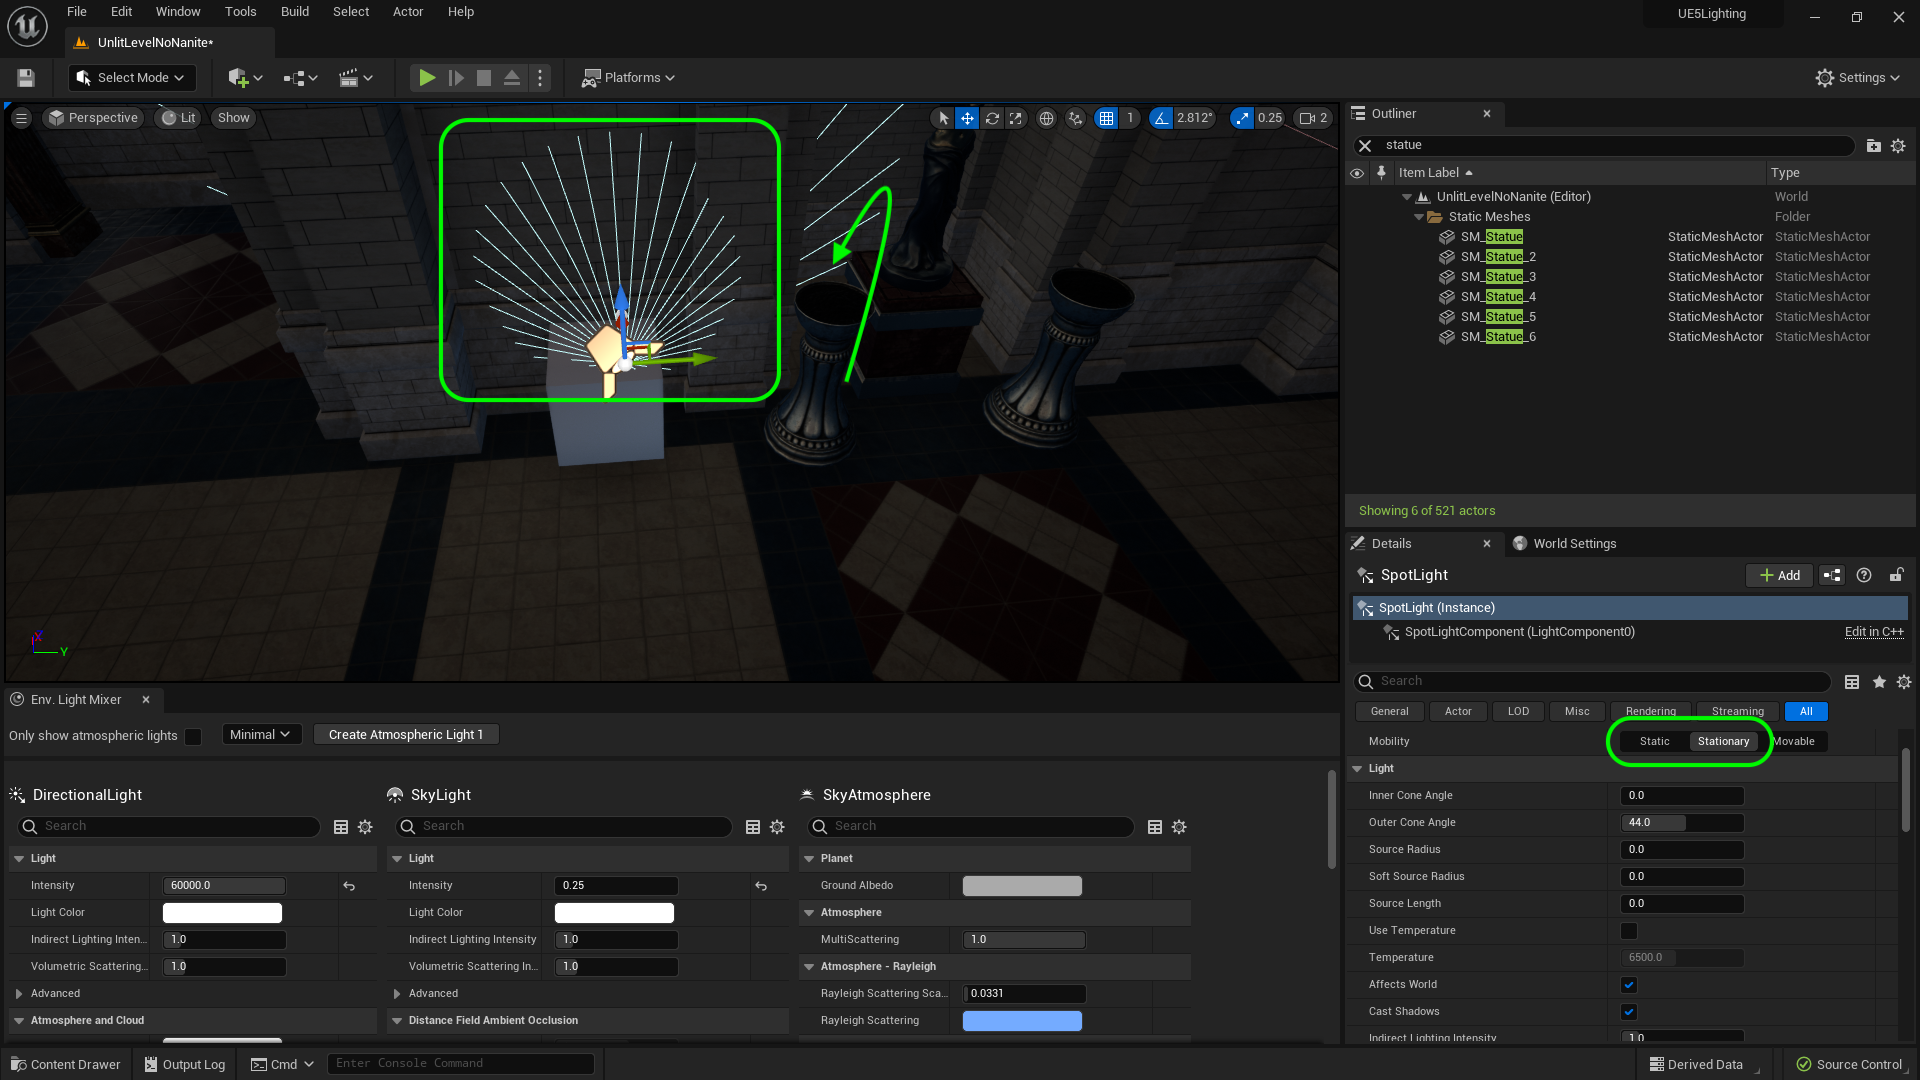 File Edit Window Tools Build Select Actor Help
UE5Lighting
UnlitLevelNoNanite*
Select Mode
Platforms
Settings
Perspective Lit Show
1 2.812° 0.25 2
X
Y
Outliner
statue
Item Label Type
UnlitLevelNoNanite (Editor) World
Static Meshes Folder
SM_Statue StaticMeshActor StaticMeshActor
SM_Statue_2 StaticMeshActor StaticMeshActor
SM_Statue_3 StaticMeshActor StaticMeshActor
SM_Statue_4 StaticMeshActor StaticMeshActor
SM_Statue_5 StaticMeshActor StaticMeshActor
SM_Statue_6 StaticMeshActor StaticMeshActor
Showing 6 of 521 actors
Details World Settings
SpotLight
Add
SpotLight (Instance)
SpotLightComponent (LightComponent0) Edit in C++
Search
General Actor LOD Misc Rendering Streaming All
Mobility Static Stationary Movable
Light
Inner Cone Angle 0.0
Outer Cone Angle 44.0
Source Radius 0.0
Soft Source Radius 0.0
Source Length 0.0
Use Temperature
Temperature 6500.0
Affects World
Cast Shadows
Indirect Lighting Intensity 1.0
Env. Light Mixer
Only show atmospheric lights Minimal Create Atmospheric Light 1
DirectionalLight
Search
Light
Intensity 60000.0
Light Color
Indirect Lighting Inten... 1.0
Volumetric Scattering... 1.0
Advanced
Atmosphere and Cloud
SkyLight
Search
Light
Intensity 0.25
Light Color
Indirect Lighting Intensity 1.0
Volumetric Scattering In... 1.0
Advanced
Distance Field Ambient Occlusion
SkyAtmosphere
Search
Planet
Ground Albedo
Atmosphere
MultiScattering 1.0
Atmosphere - Rayleigh
Rayleigh Scattering Sca... 0.0331
Rayleigh Scattering
Content Drawer Output Log Cmd Enter Console Command Derived Data Source Control